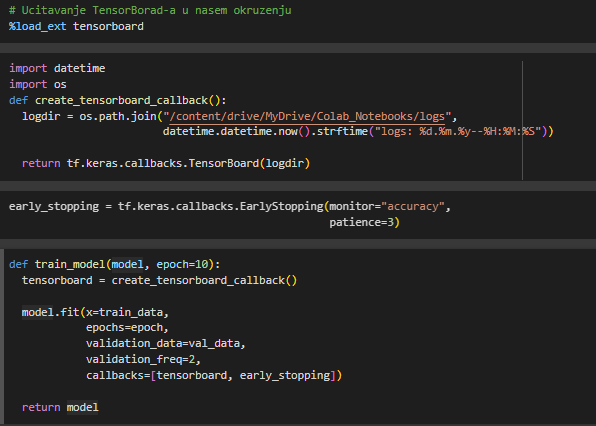 # Ucitavanje TensorBorad-a u nasem okruzenju
%load_ext tensorboard
import datetime
import os
def create_tensorboard_callback():
  logdir = os.path.join("/content/drive/MyDrive/Colab_Notebooks/logs",
                        datetime.datetime.now().strftime("logs: %d.%m.%y--%H:%M:%S"))
  return tf.keras.callbacks.TensorBoard(logdir)
early_stopping = tf.keras.callbacks.EarlyStopping(monitor="accuracy",
                                                  patience=3)
def train_model(model, epoch=10):
  tensorboard = create_tensorboard_callback()
  model.fit(x=train_data,
            epochs=epoch,
            validation_data=val_data,
            validation_freq=2,
            callbacks=[tensorboard, early_stopping])
  return model